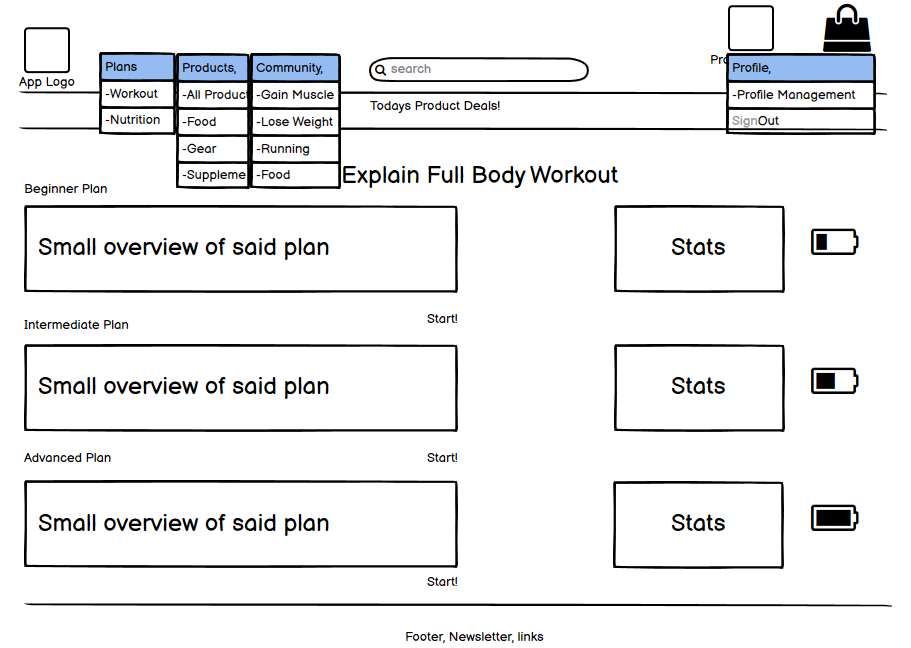 App Logo
Plans
-Workout
-Nutrition
Products,
-All Product
-Food
-Gear
-Suppleme
Community,
-Gain Muscle
-Lose Weight
-Running
-Food
search
Todays Product Deals!
Pro
Profile,
-Profile Management
SignOut
Explain Full Body Workout
Beginner Plan
Small overview of said plan
Stats
Start!
Intermediate Plan
Small overview of said plan
Stats
Advanced Plan
Start!
Small overview of said plan
Stats
Start!
Footer, Newsletter, links